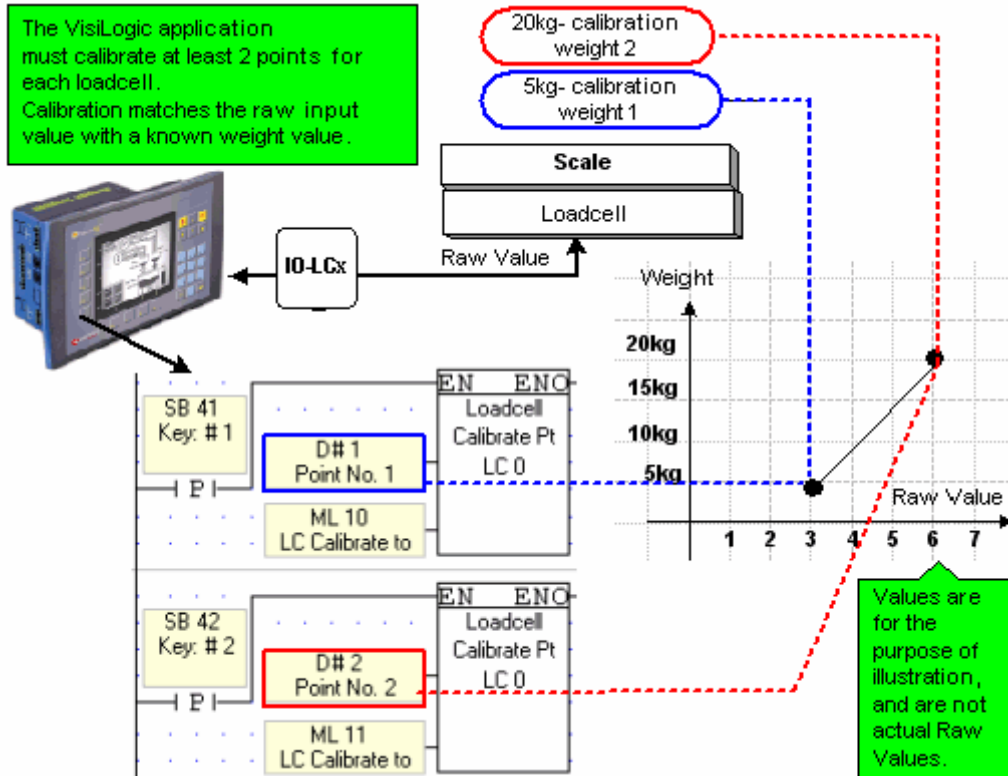 The VisiLogic application
must calibrate at least 2 points for
each loadcell.
Calibration matches the raw input
value with a known weight value.
20kg- calibration
weight 2
5kg- calibration
weight 1
Scale
Loadcell
IO-LCx
Raw Value
Weight
20kg
15kg
10kg
5kg
Raw Value
1 2 3 4 5 6 7
EN ENO
SB 41
Key: # 1
P
D# 1
Point No. 1
ML 10
LC Calibrate to
Loadcell
Calibrate Pt
LC 0
EN ENO
SB 42
Key: # 2
P
D# 2
Point No. 2
ML 11
LC Calibrate to
Loadcell
Calibrate Pt
LC 0
Values are
for the
purpose of
illustration,
and are not
actual Raw
Values.